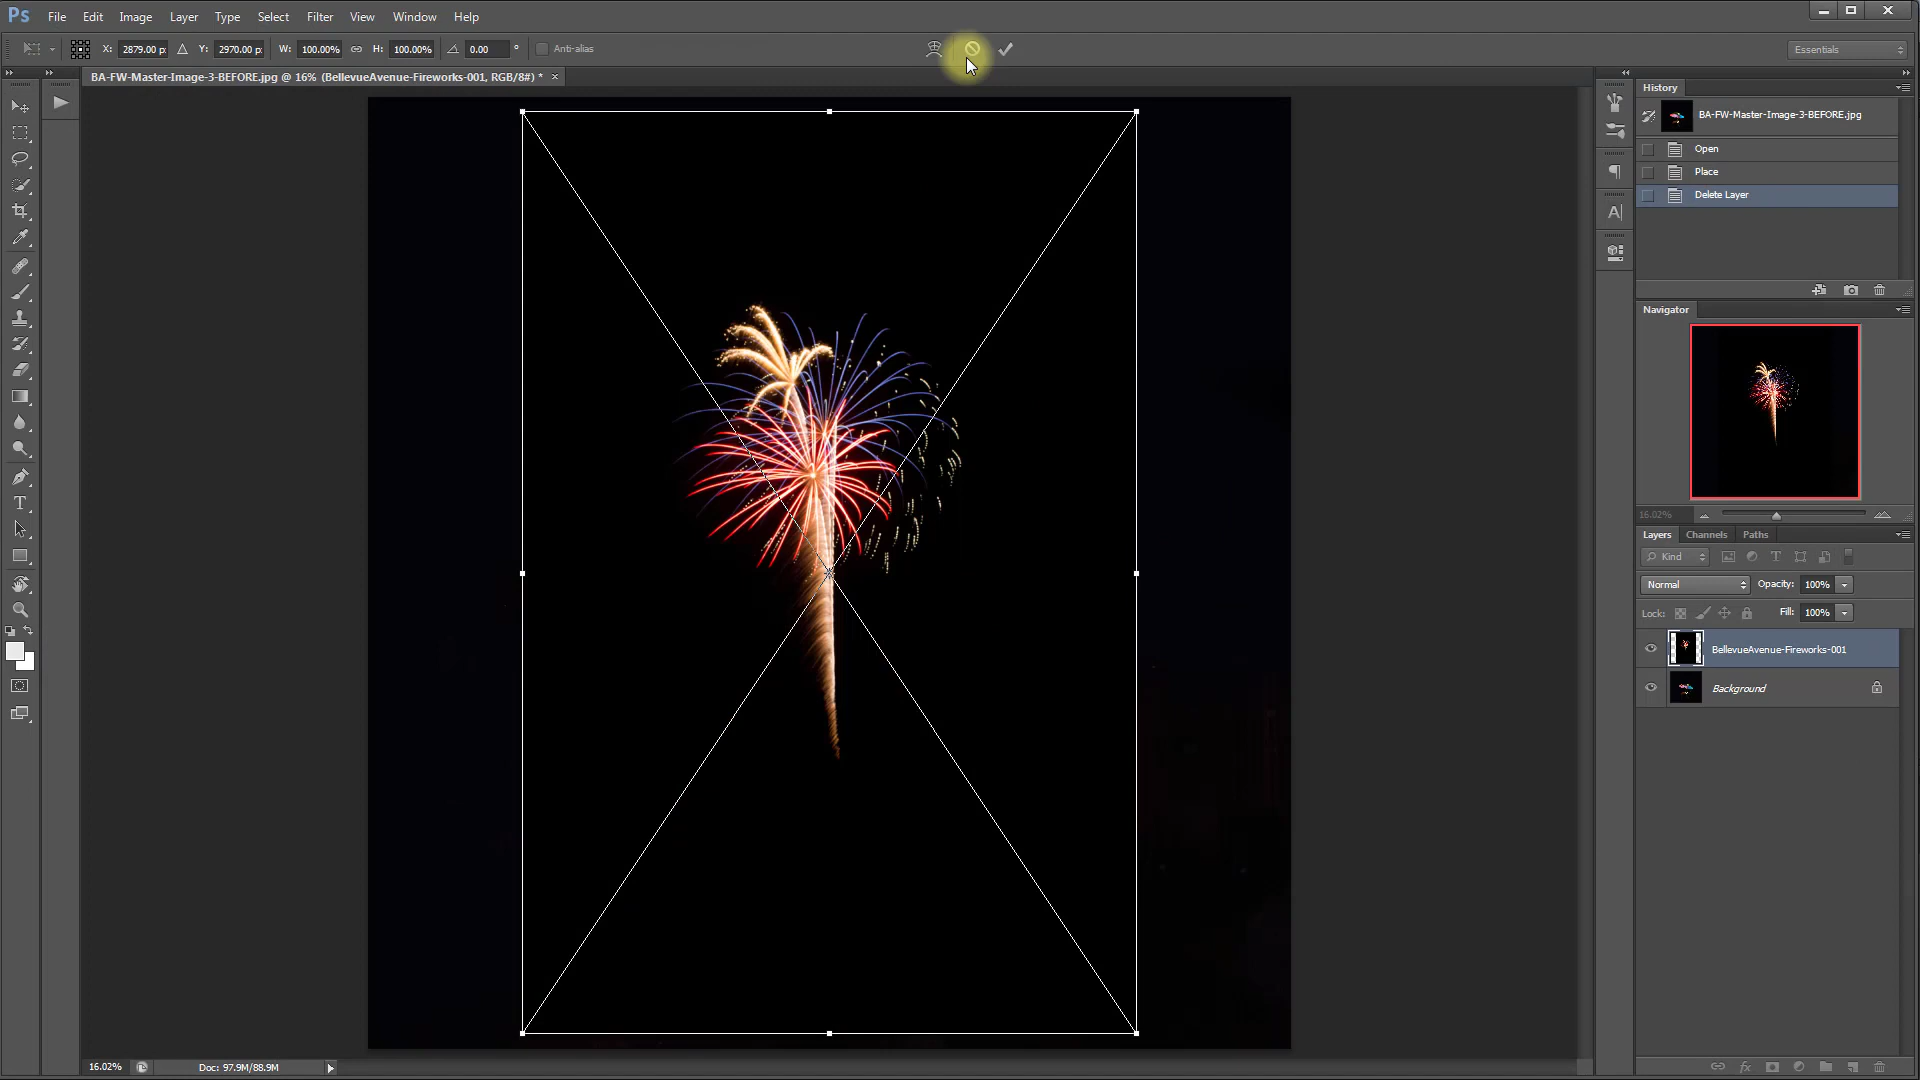 Ps File Edit Image Layer Type Select Filter View Window Help
X: 2879.00 p: Y: 2970.00 p: W: 100.00% H: 100.00% 0.00 ° Anti-alias Essentials
BA-FW-Master-Image-3-BEFORE.jpg @ 16% (BellevueAvenue-Fireworks-001, RGB/8#) * ×
History
BA-FW-Master-Image-3-BEFORE.jpg
Open
Place
Delete Layer
Navigator
16.02%
Layers Channels Paths
Kind
Normal Opacity: 100%
Lock: Fill: 100%
BellevueAvenue-Fireworks-001
Background
16.02% Doc: 97.9M/88.9M